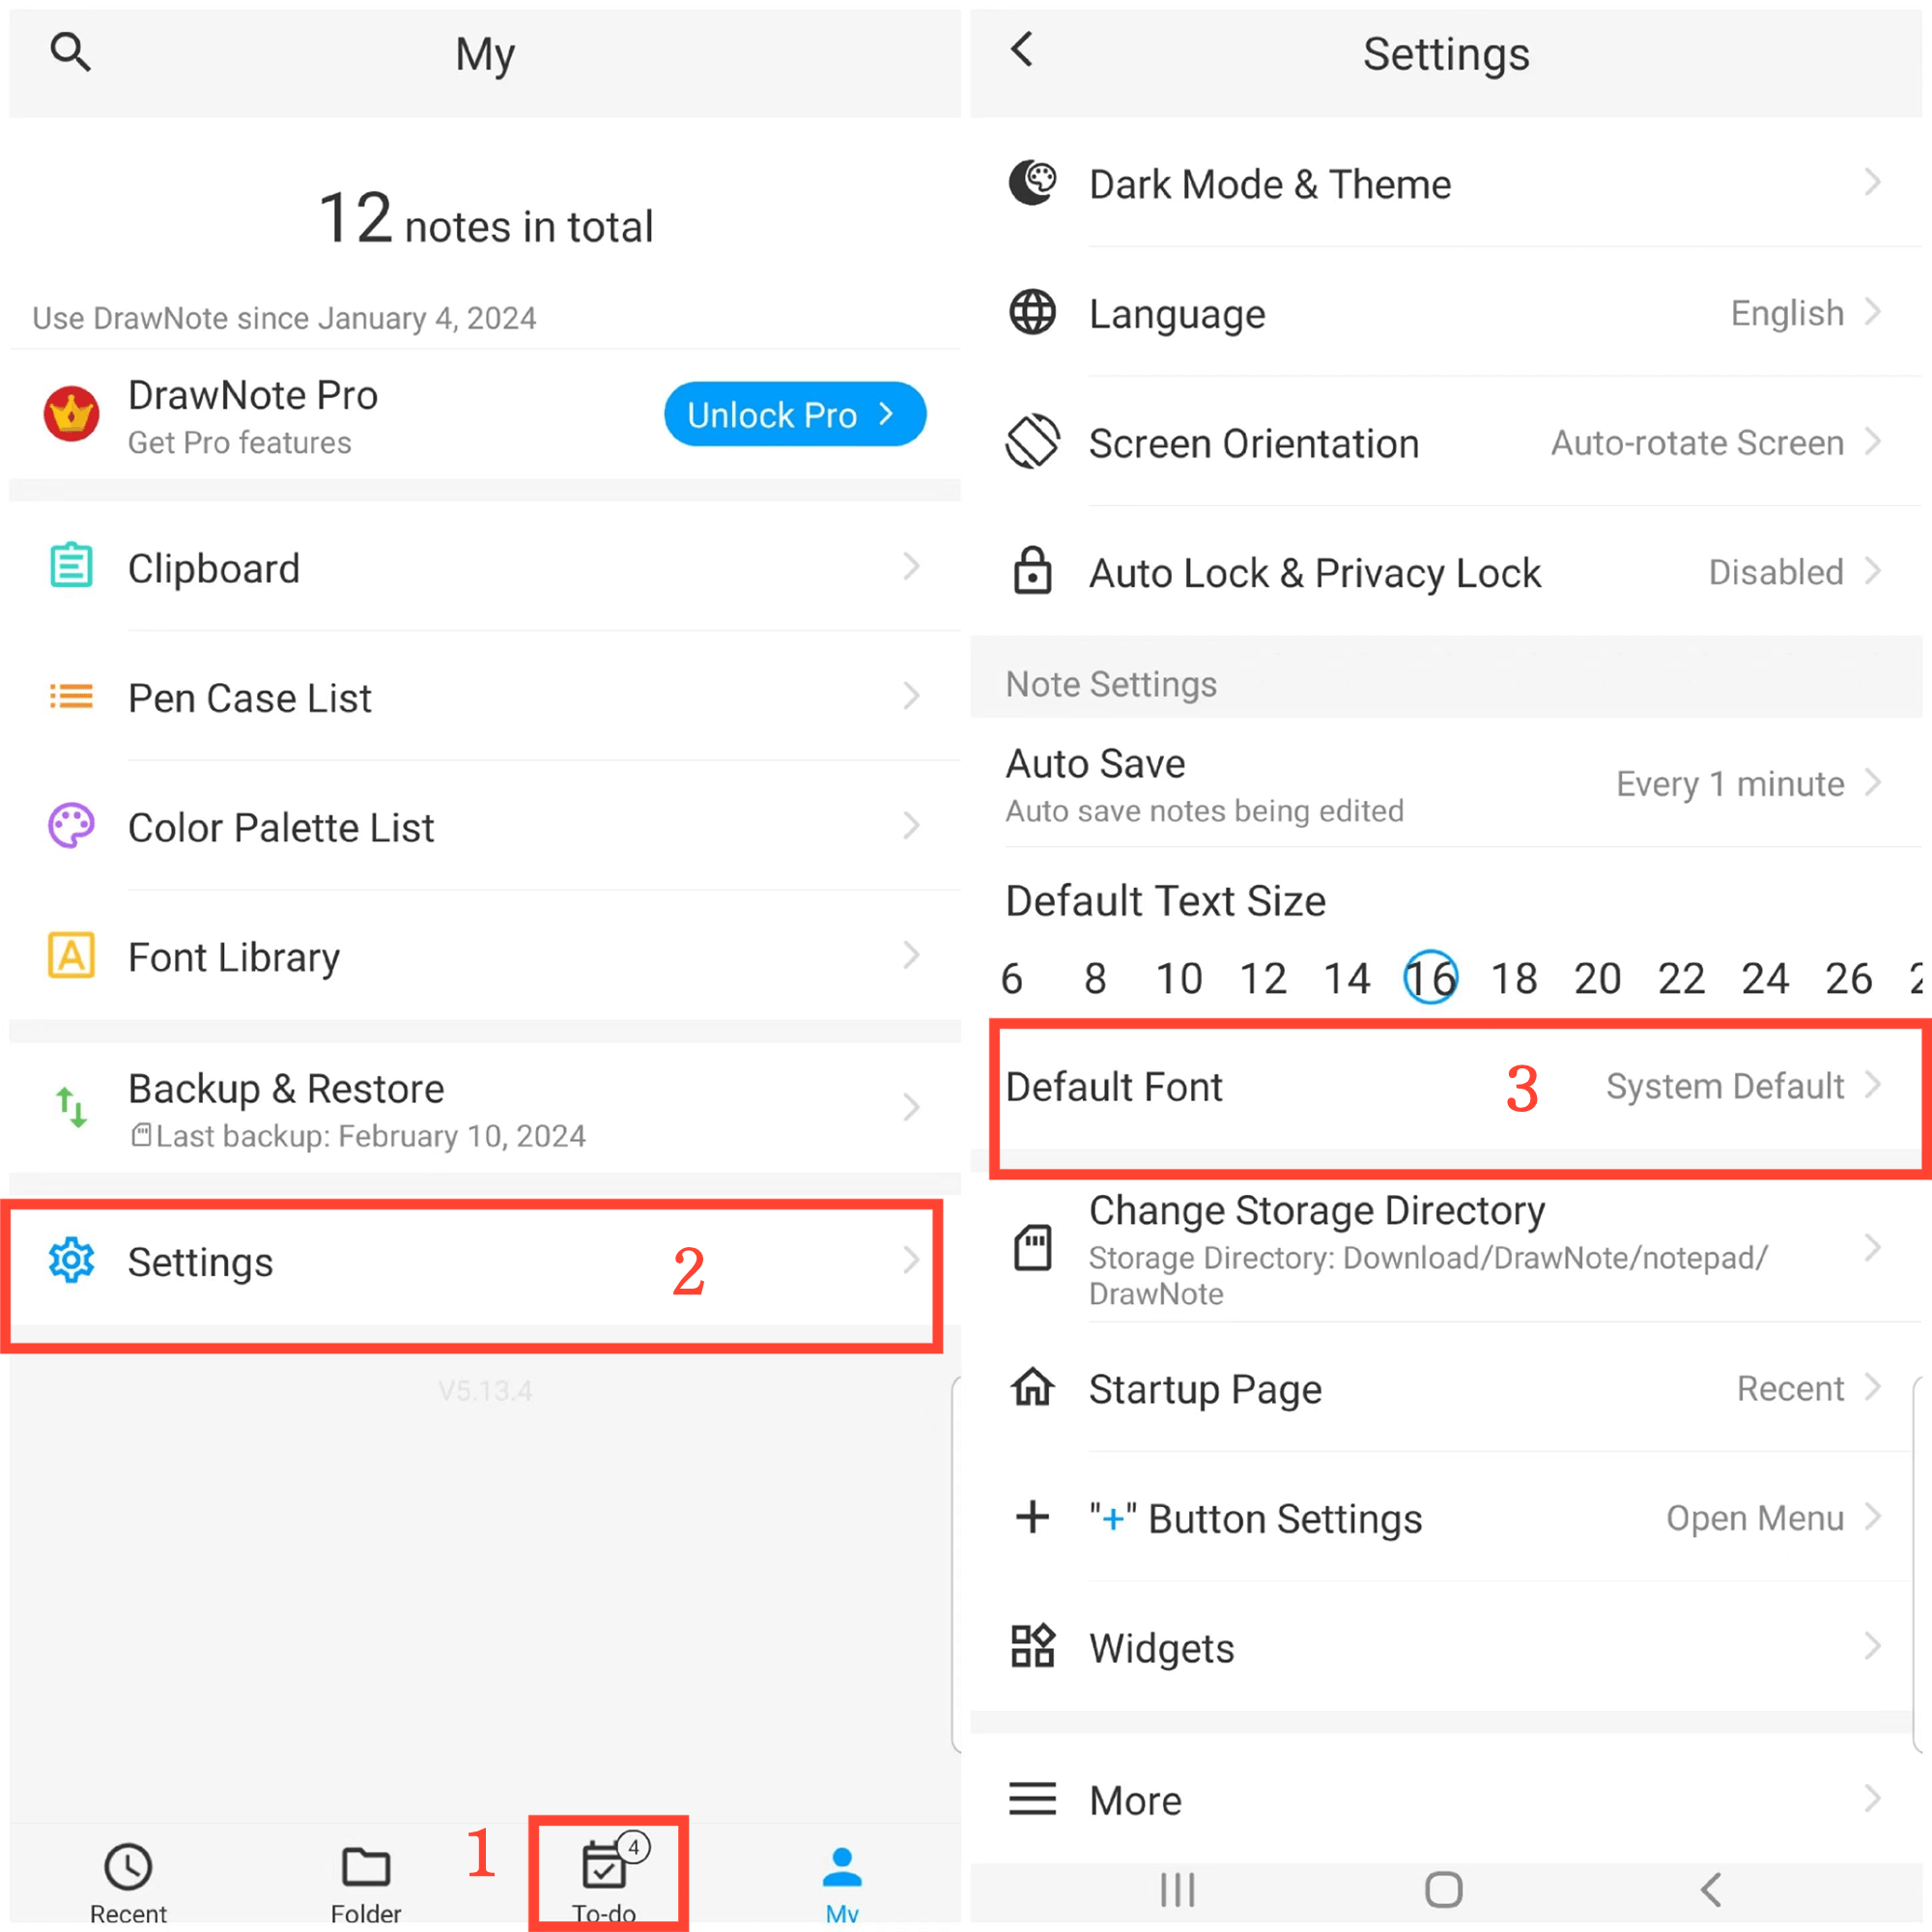 My
12 notes in total
Use DrawNote since January 4, 2024
DrawNote Pro
Get Pro features
Unlock Pro
Clipboard
Pen Case List
Color Palette List
Font Library
Backup & Restore
Last backup: February 10, 2024
Settings
2
V5.13.4
1
4
Recent
Folder
To-do
My
Settings
Dark Mode & Theme
Language English
Screen Orientation Auto-rotate Screen
Auto Lock & Privacy Lock Disabled
Note Settings
Auto Save
Auto save notes being edited
Every 1 minute
Default Text Size
6 8 10 12 14 16 18 20 22 24 26
Default Font 3 System Default
Change Storage Directory
Storage Directory: Download/DrawNote/notepad/
DrawNote
Startup Page Recent
"+" Button Settings Open Menu
Widgets
More